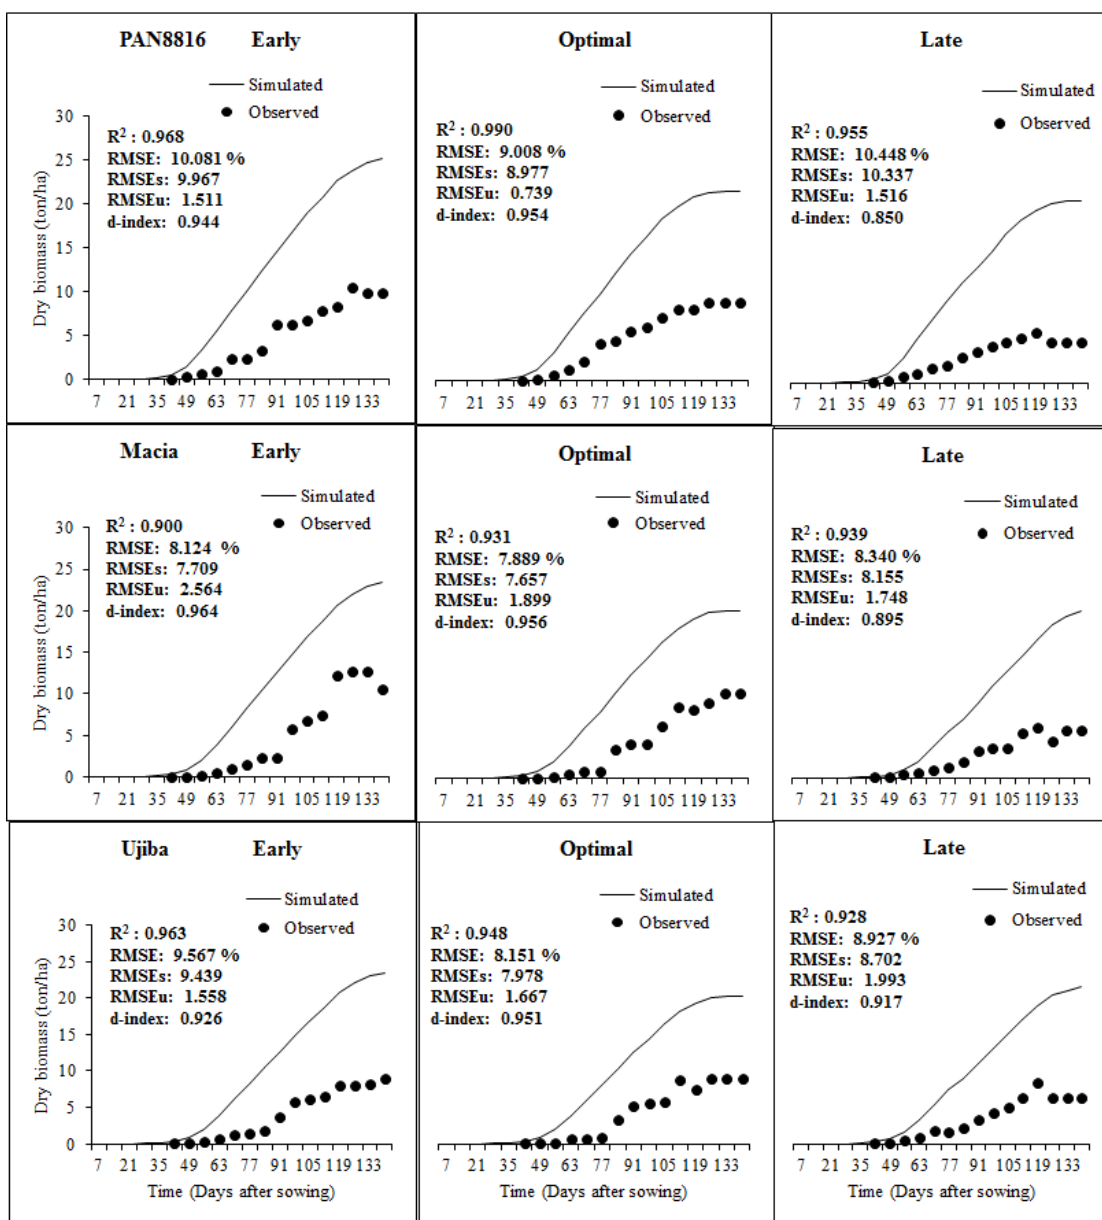 PAN8816 Early
Simulated
Observed
R² : 0.968
RMSE: 10.081 %
RMSEs: 9.967
RMSEu: 1.511
d-index: 0.944
Dry biomass (ton/ha)
30
25
20
15
10
5
0
7 21 35 49 63 77 91 105 119 133
Optimal
Simulated
Observed
R² : 0.990
RMSE: 9.008 %
RMSEs: 8.977
RMSEu: 0.739
d-index: 0.954
7 21 35 49 63 77 91 105 119 133
Late
Simulated
Observed
R² : 0.955
RMSE: 10.448 %
RMSEs: 10.337
RMSEu: 1.516
d-index: 0.850
7 21 35 49 63 77 91 105 119 133
Macia Early
Simulated
Observed
R² : 0.900
RMSE: 8.124 %
RMSEs: 7.709
RMSEu: 2.564
d-index: 0.964
Dry biomass (ton/ha)
30
25
20
15
10
5
0
7 21 35 49 63 77 91 105 119 133
Optimal
Simulated
Observed
R² : 0.931
RMSE: 7.889 %
RMSEs: 7.657
RMSEu: 1.899
d-index: 0.956
7 21 35 49 63 77 91 105 119 133
Late
Simulated
Observed
R² : 0.939
RMSE: 8.340 %
RMSEs: 8.155
RMSEu: 1.748
d-index: 0.895
7 21 35 49 63 77 91 105 119 133
Ujiba Early
Simulated
Observed
R² : 0.963
RMSE: 9.567 %
RMSEs: 9.439
RMSEu: 1.558
d-index: 0.926
Dry biomass (ton/ha)
30
25
20
15
10
5
0
7 21 35 49 63 77 91 105 119 133
Time (Days after sowing)
Optimal
Simulated
Observed
R² : 0.948
RMSE: 8.151 %
RMSEs: 7.978
RMSEu: 1.667
d-index: 0.951
7 21 35 49 63 77 91 105 119 133
Time (Days after sowing)
Late
Simulated
Observed
R² : 0.928
RMSE: 8.927 %
RMSEs: 8.702
RMSEu: 1.993
d-index: 0.917
7 21 35 49 63 77 91 105 119 133
Time (Days after sowing)